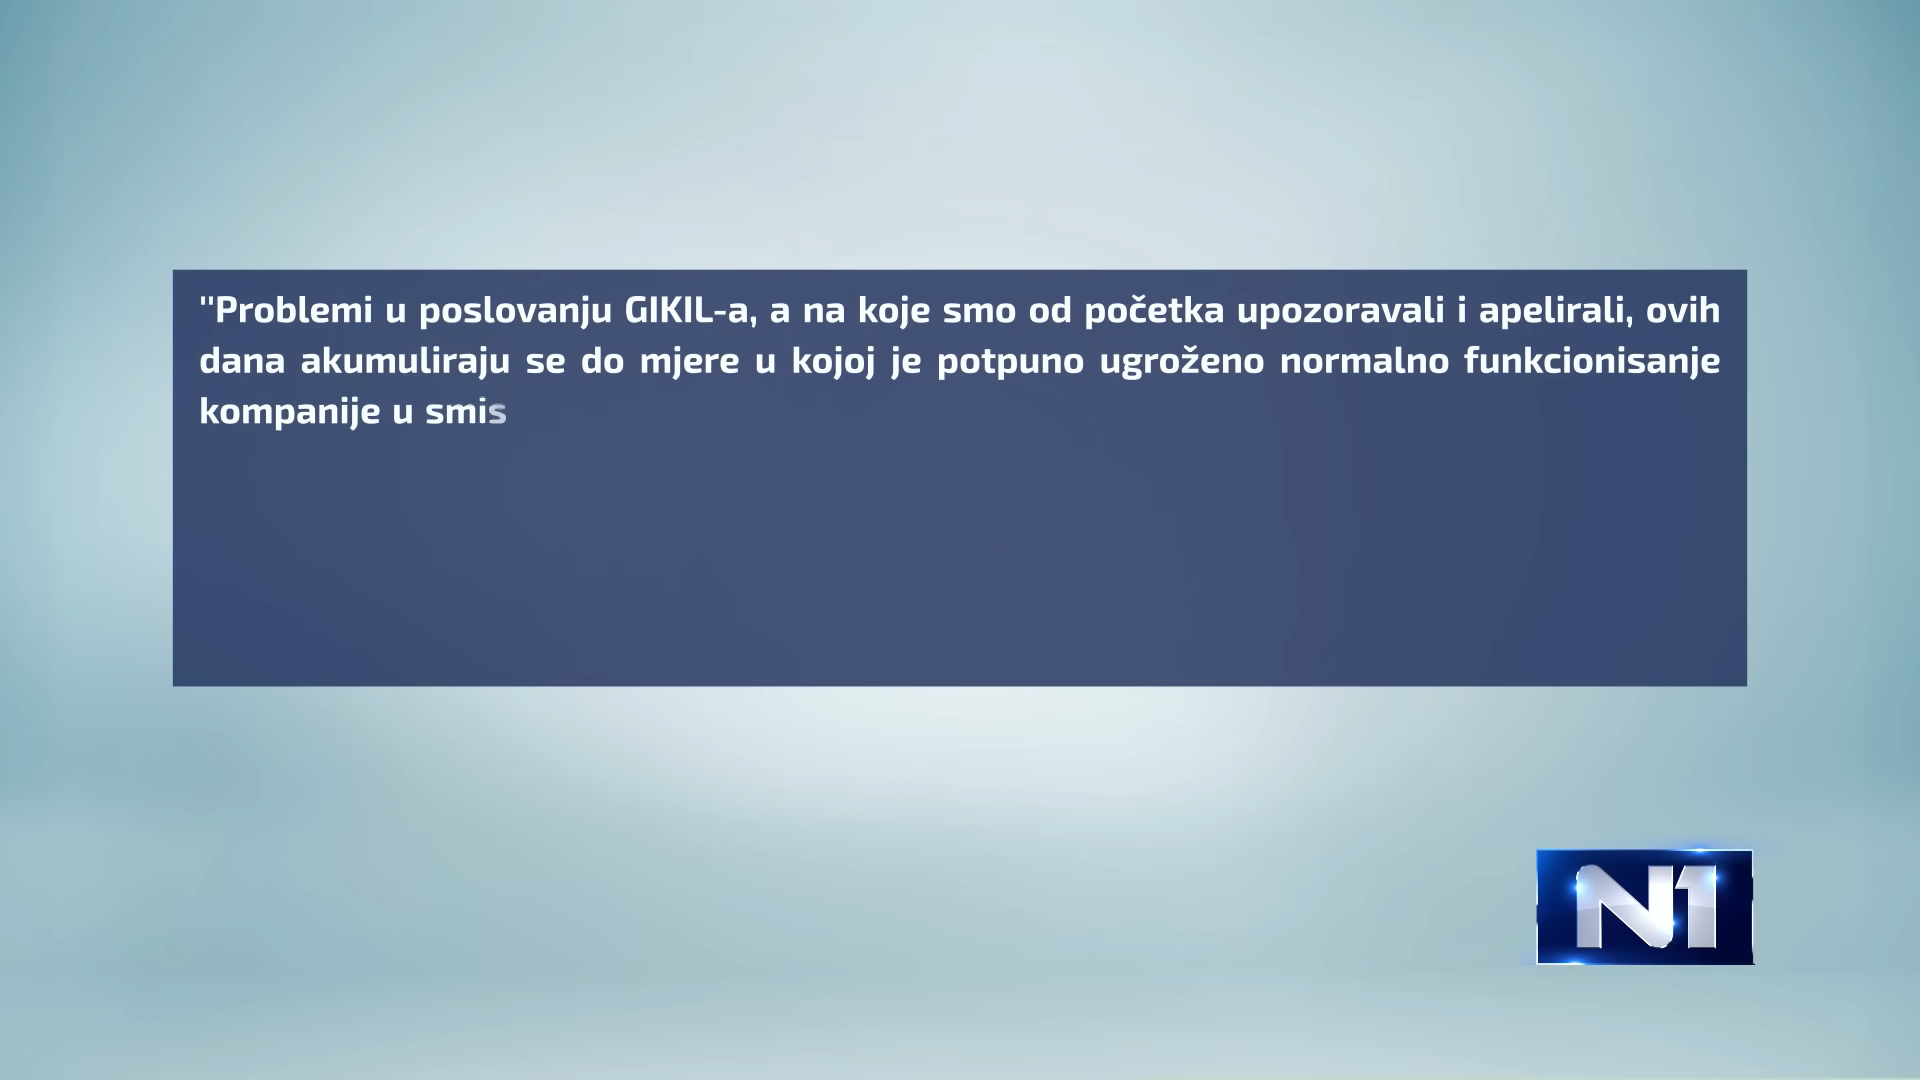 "Problemi u poslovanju GIKIL-a, a na koje smo od početka upozoravali i apelirali, ovih
dana akumuliraju se do mjere u kojoj je potpuno ugroženo normalno funkcionisanje
kompanije u smis
N1